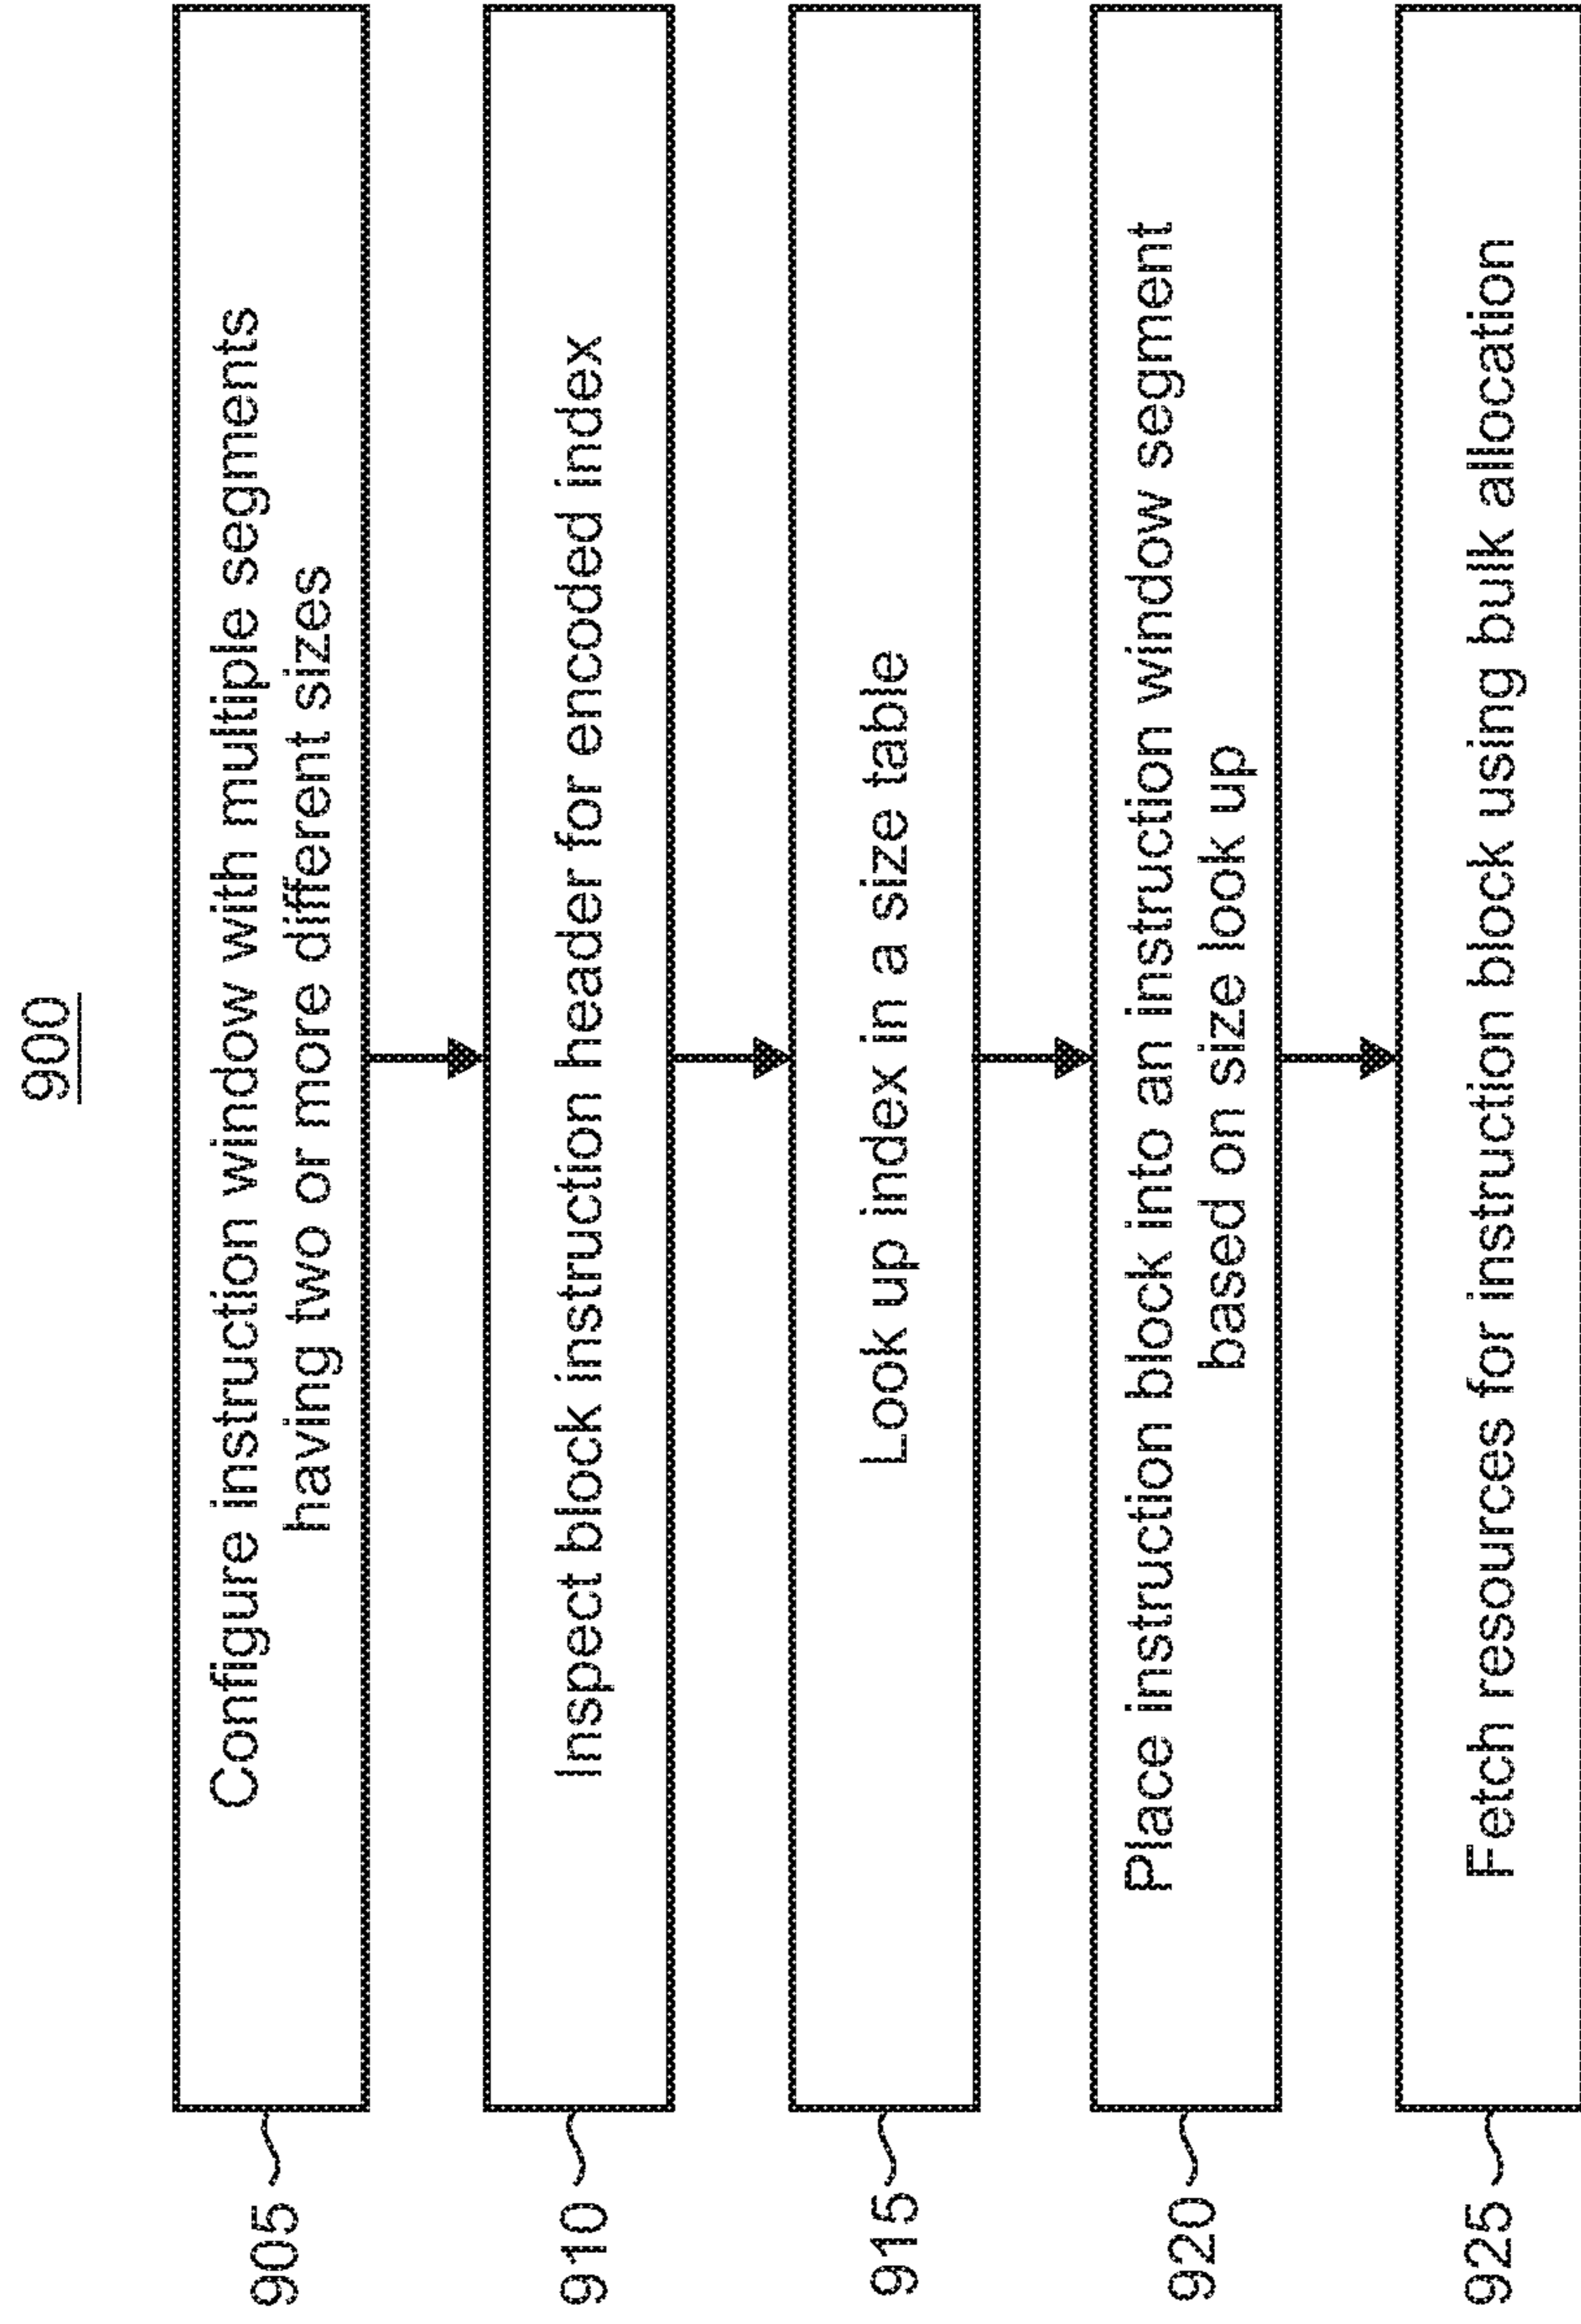 900
905
Configure instruction window with multiple segments
having two or more different sizes
910
Inspect block instruction header for encoded index
915
Look up index in a size table
920
Place instruction block into an instruction window segment
based on size look up
925
Fetch resources for instruction block using bulk allocation